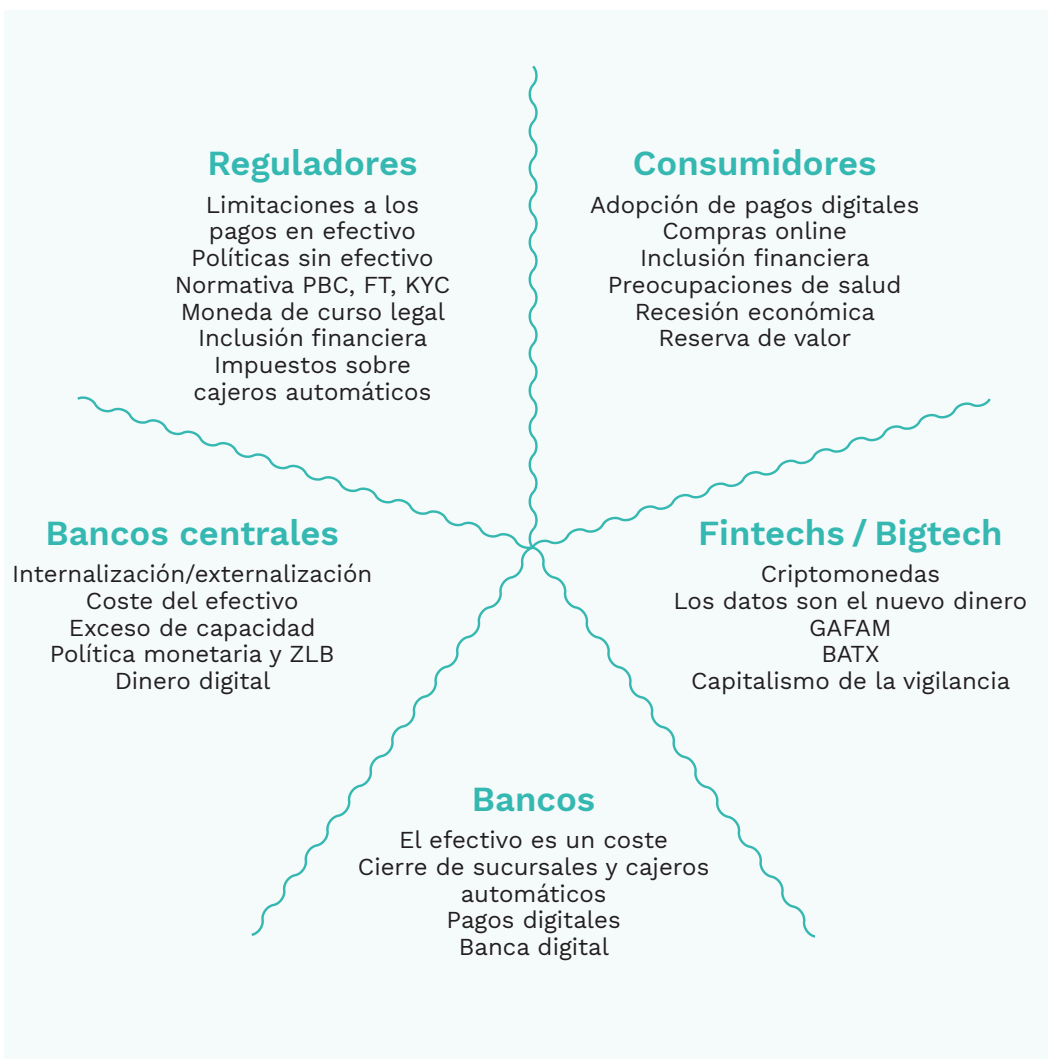 Reguladores
Limitaciones a los
pagos en efectivo
Políticas sin efectivo
Normativa PBC, FT, KYC
Moneda de curso legal
Inclusión financiera
Impuestos sobre
cajeros automáticos
Consumidores
Adopción de pagos digitales
Compras online
Inclusión financiera
Preocupaciones de salud
Recesión económica
Reserva de valor
Bancos centrales
Internalización/externalización
Coste del efectivo
Exceso de capacidad
Política monetaria y ZLB
Dinero digital
Fintechs / Bigtech
Criptomonedas
Los datos son el nuevo dinero
GAFAM
BATX
Capitalismo de la vigilancia
Bancos
El efectivo es un coste
Cierre de sucursales y cajeros
automáticos
Pagos digitales
Banca digital